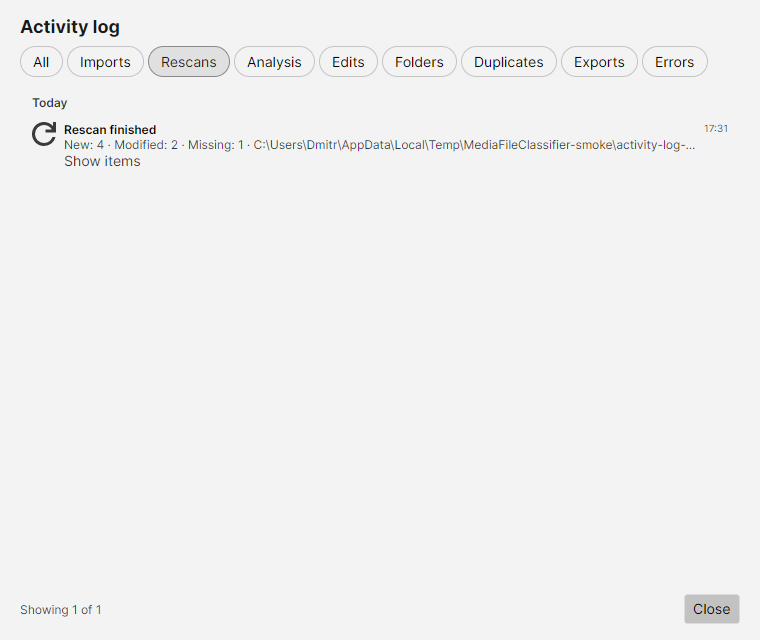 Activity log
All Imports Rescans Analysis Edits Folders Duplicates Exports Errors
Today
Rescan finished 17:31
New: 4 · Modified: 2 · Missing: 1 · C:\Users\Dmitr\AppData\Local\Temp\MediaFileClassifier-smoke\activity-log-...
Show items
Showing 1 of 1
Close